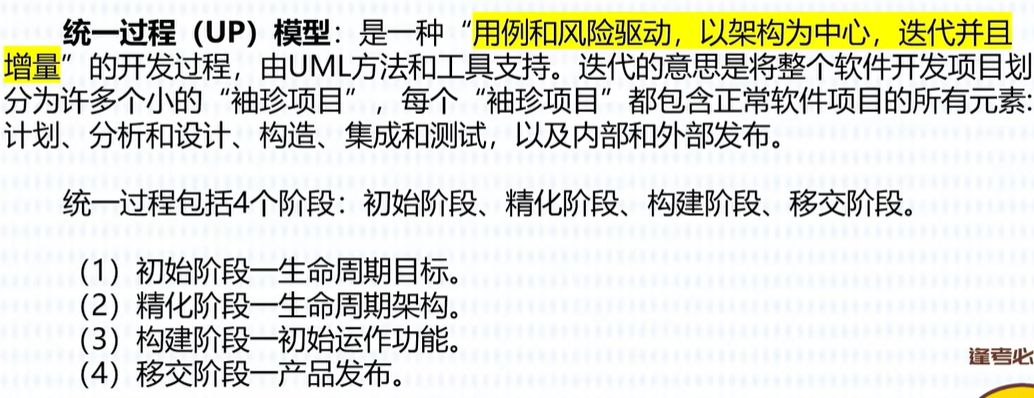 统一过程（UP）模型：是一种“用例和风险驱动，以架构为中心，迭代并且
增量”的开发过程，由UML方法和工具支持。迭代的意思是将整个软件开发项目划
分为许多个小的“袖珍项目”，每个“袖珍项目”都包含正常软件项目的所有元素：
计划、分析和设计、构造、集成和测试，以及内部和外部发布。
统一过程包括4个阶段：初始阶段、精化阶段、构建阶段、移交阶段。
（1）初始阶段—生命周期目标。
（2）精化阶段—生命周期架构。
（3）构建阶段—初始运作功能。
（4）移交阶段—产品发布。
逢考必